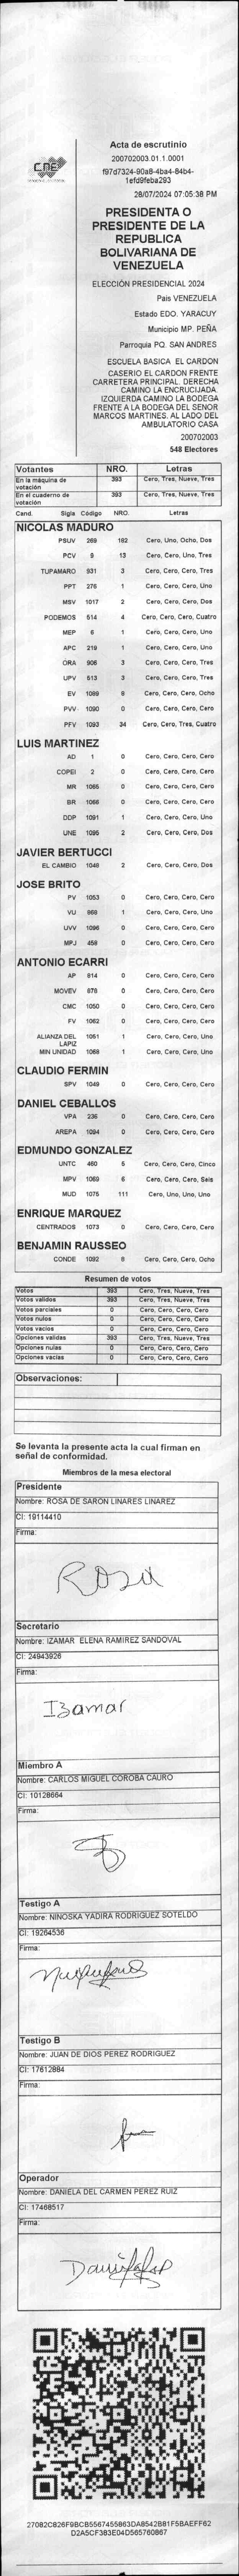 Acta de escrutinio
200702003.01.1.0001
f97d7324-90a8-4ba4-84b4-
1efd9feba293
28/07/2024 07:05:38 PM
CNE
PRESIDENTA O
PRESIDENTE DE LA
REPUBLICA
BOLIVARIANA DE
VENEZUELA
ELECCIÓN PRESIDENCIAL 2024
Pais VENEZUELA
Estado EDO. YARACUY
Municipio MP. PEÑA
Parroquia PQ. SAN ANDRES
ESCUELA BASICA EL CARDON
CASERIO EL CARDON FRENTE
CARRETERA PRINCIPAL. DERECHA
CAMINO LA ENCRUCIJADA.
IZQUIERDA CAMINO LA BODEGA
FRENTE A LA BODEGA DEL SENOR
MARCOS MARTINES. AL LADO DEL
AMBULATORIO CASA
200702003
548 Electores
Votantes NRO. Letras
En la máquina de votación 393 Cero, Tres, Nueve, Tres
En el cuaderno de votación 393 Cero, Tres, Nueve, Tres
Cand. Sigla Código NRO. Letras
NICOLAS MADURO
PSUV 269 182 Cero, Uno, Ocho, Dos
PCV 9 13 Cero, Cero, Uno, Tres
TUPAMARO 931 3 Cero, Cero, Cero, Tres
PPT 276 1 Cero, Cero, Cero, Uno
MSV 1017 2 Cero, Cero, Cero, Dos
PODEMOS 514 4 Cero, Cero, Cero, Cuatro
MEP 6 1 Cero, Cero, Cero, Uno
APC 219 1 Cero, Cero, Cero, Uno
ORA 906 3 Cero, Cero, Cero, Tres
UPV 513 3 Cero, Cero, Cero, Tres
EV 1089 8 Cero, Cero, Cero, Ocho
PVV 1090 0 Cero, Cero, Cero, Cero
PFV 1093 34 Cero, Cero, Tres, Cuatro
LUIS MARTINEZ
AD 1 0 Cero, Cero, Cero, Cero
COPEI 2 0 Cero, Cero, Cero, Cero
MR 1065 0 Cero, Cero, Cero, Cero
BR 1066 0 Cero, Cero, Cero, Cero
DDP 1091 1 Cero, Cero, Cero, Uno
UNE 1095 2 Cero, Cero, Cero, Dos
JAVIER BERTUCCI
EL CAMBIO 1048 2 Cero, Cero, Cero, Dos
JOSE BRITO
PV 1053 0 Cero, Cero, Cero, Cero
VU 969 1 Cero, Cero, Cero, Uno
UVV 1096 0 Cero, Cero, Cero, Cero
MPJ 458 0 Cero, Cero, Cero, Cero
ANTONIO ECARRI
AP 814 0 Cero, Cero, Cero, Cero
MOVEV 878 0 Cero, Cero, Cero, Cero
CMC 1050 0 Cero, Cero, Cero, Cero
FV 1062 0 Cero, Cero, Cero, Cero
ALIANZA DEL LAPIZ 1051 1 Cero, Cero, Cero, Uno
MIN UNIDAD 1068 1 Cero, Cero, Cero, Uno
CLAUDIO FERMIN
SPV 1049 0 Cero, Cero, Cero, Cero
DANIEL CEBALLOS
VPA 236 0 Cero, Cero, Cero, Cero
AREPA 1094 0 Cero, Cero, Cero, Cero
EDMUNDO GONZALEZ
UNTC 460 5 Cero, Cero, Cero, Cinco
MPV 1069 6 Cero, Cero, Cero, Seis
MUD 1075 111 Cero, Uno, Uno, Uno
ENRIQUE MARQUEZ
CENTRADOS 1073 0 Cero, Cero, Cero, Cero
BENJAMIN RAUSSEO
CONDE 1092 8 Cero, Cero, Cero, Ocho
Resumen de votos
Votos 393 Cero, Tres, Nueve, Tres
Votos validos 393 Cero, Tres, Nueve, Tres
Votos parciales 0 Cero, Cero, Cero, Cero
Votos nulos 0 Cero, Cero, Cero, Cero
Votos vacios 0 Cero, Cero, Cero, Cero
Opciones validas 393 Cero, Tres, Nueve, Tres
Opciones nulas 0 Cero, Cero, Cero, Cero
Opciones vacias 0 Cero, Cero, Cero, Cero
Observaciones:
Se levanta la presente acta la cual firman en
señal de conformidad.
Miembros de la mesa electoral
Presidente
Nombre: ROSA DE SARON LINARES LINAREZ
CI: 19114410
Firma:
Rosa
Secretario
Nombre: IZAMAR ELENA RAMIREZ SANDOVAL
CI: 24943926
Firma:
Izamar
Miembro A
Nombre: CARLOS MIGUEL COROBA CAURO
CI: 10128664
Firma:
Testigo A
Nombre: NINOSKA YADIRA RODRIGUEZ SOTELDO
CI: 19264536
Firma:
Testigo B
Nombre: JUAN DE DIOS PEREZ RODRIGUEZ
CI: 17612884
Firma:
Operador
Nombre: DANIELA DEL CARMEN PEREZ RUIZ
CI: 17468517
Firma:
27082C826F9BCB5567455863DA8542B81F5BAEFF62
D2A5CF383E04D565760867